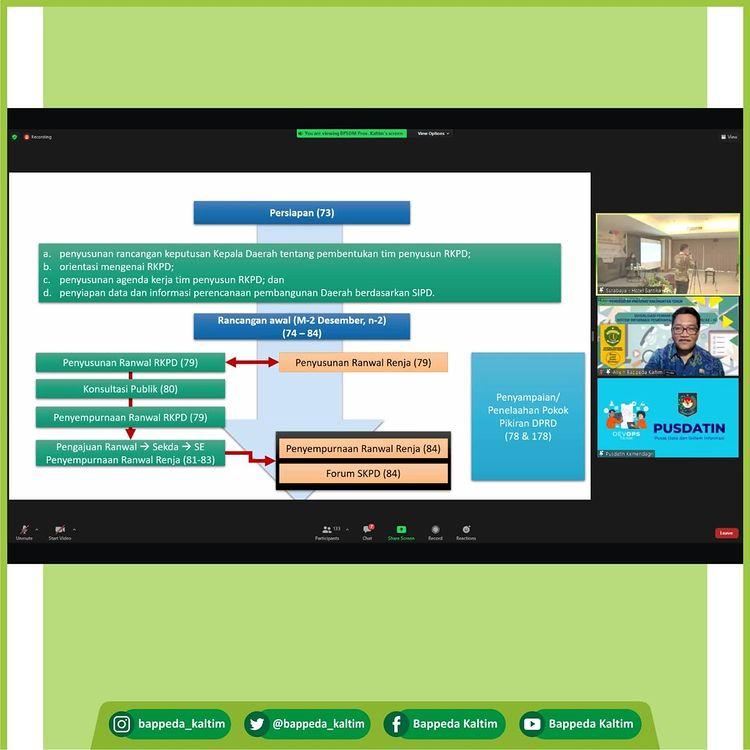 Recording
You are viewing BPSDM Prov. Kaltim's screen
View Options
View
Persiapan (73)
a. penyusunan rancangan keputusan Kepala Daerah tentang pembentukan tim penyusun RKPD;
b. orientasi mengenai RKPD;
c. penyusunan agenda kerja tim penyusun RKPD; dan
d. penyiapan data dan informasi perencanaan pembangunan Daerah berdasarkan SIPD.
Rancangan awal (M-2 Desember, n-2)
(74 – 84)
Penyusunan Ranwal RKPD (79)
Penyusunan Ranwal Renja (79)
Konsultasi Publik (80)
Penyempurnaan Ranwal RKPD (79)
Pengajuan Ranwal → Sekda → SE
Penyempurnaan Ranwal Renja (81-83)
Penyempurnaan Ranwal Renja (84)
Forum SKPD (84)
Penyampaian/
Penelaahan Pokok
Pikiran DPRD
(78 & 178)
Surabaya - Hotel Santika
Bappeda Kaltim
DEVOPS
PUSDATIN
Pusat Data dan Sistem Informasi
Pusdatin Kemendagri
Unmute
Start Video
133
Participants
Chat
Share Screen
Record
Reactions
Leave
bappeda_kaltim
@bappeda_kaltim
Bappeda Kaltim
Bappeda Kaltim